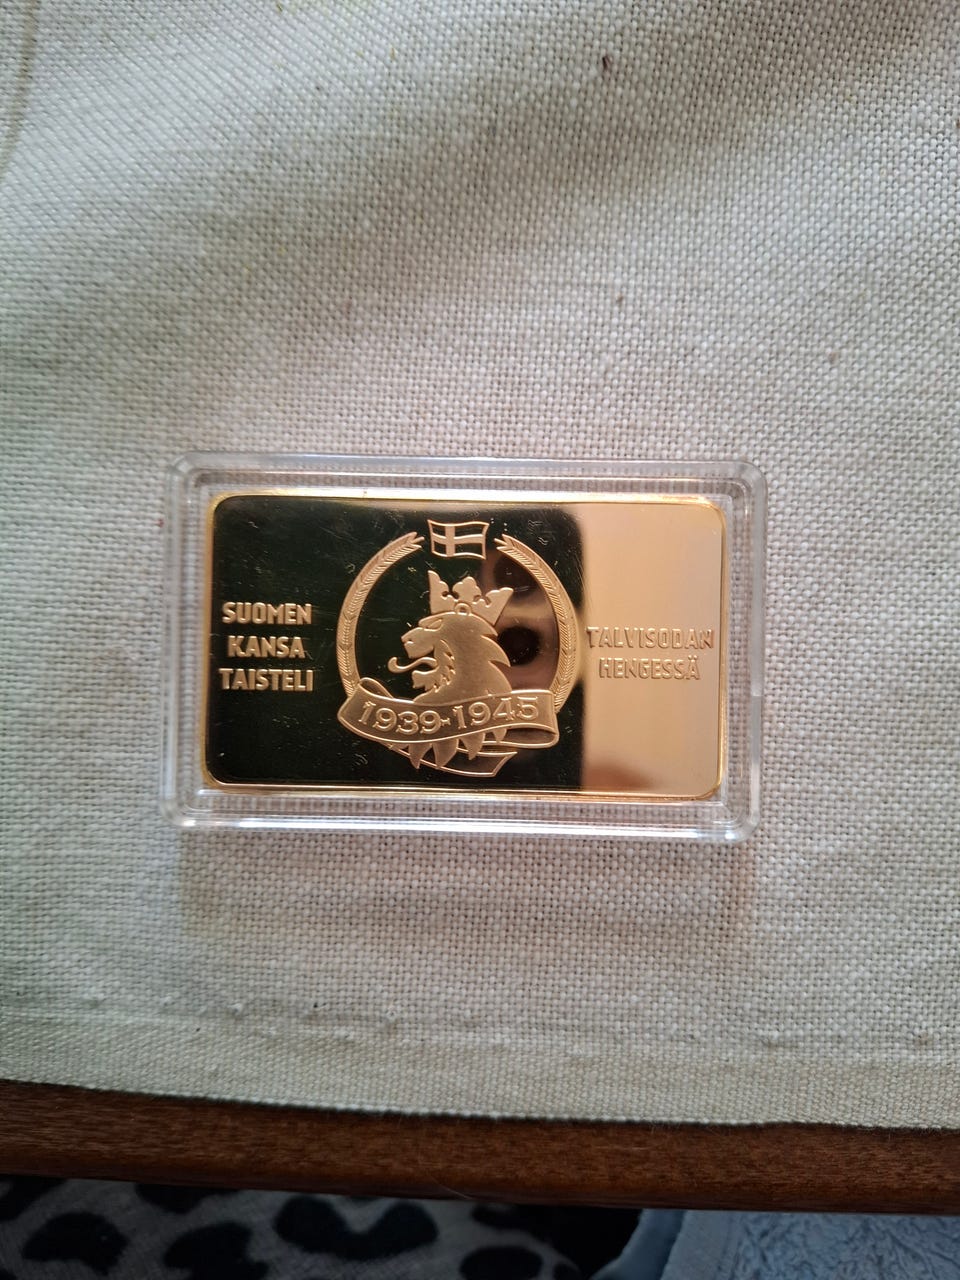 SUOMEN
KANSA
TAISTELI
1939-1945
TALVISODAN
HENGESSÄ